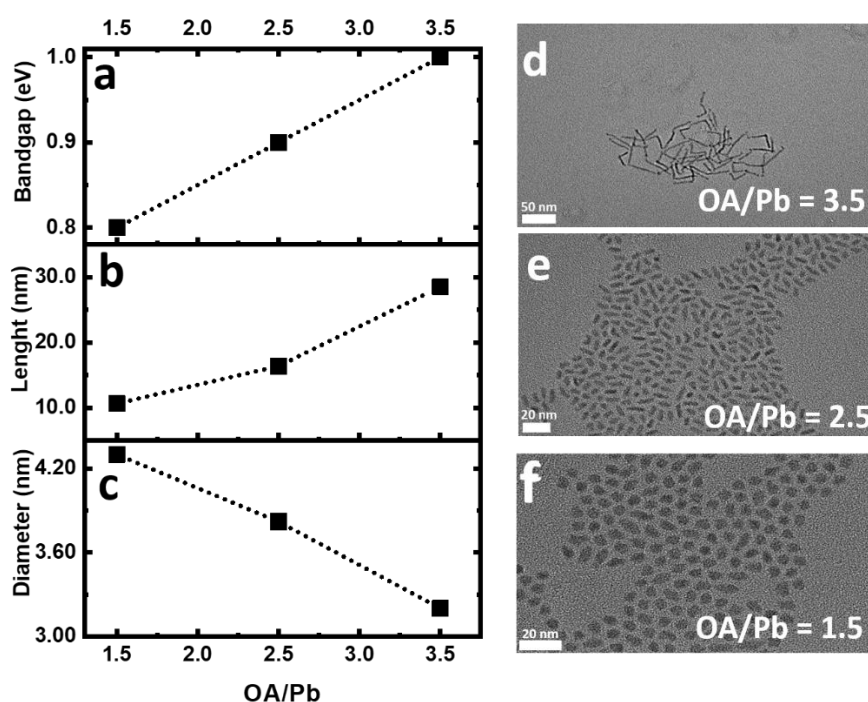 1.5 2.0 2.5 3.0 3.5
a
Bandgap (eV)
1.0
0.9
0.8
b
Lenght (nm)
30.0
20.0
10.0
c
Diameter (nm)
4.20
3.60
3.00
1.5 2.0 2.5 3.0 3.5
OA/Pb
d
50 nm
OA/Pb = 3.5
e
20 nm
OA/Pb = 2.5
f
20 nm
OA/Pb = 1.5